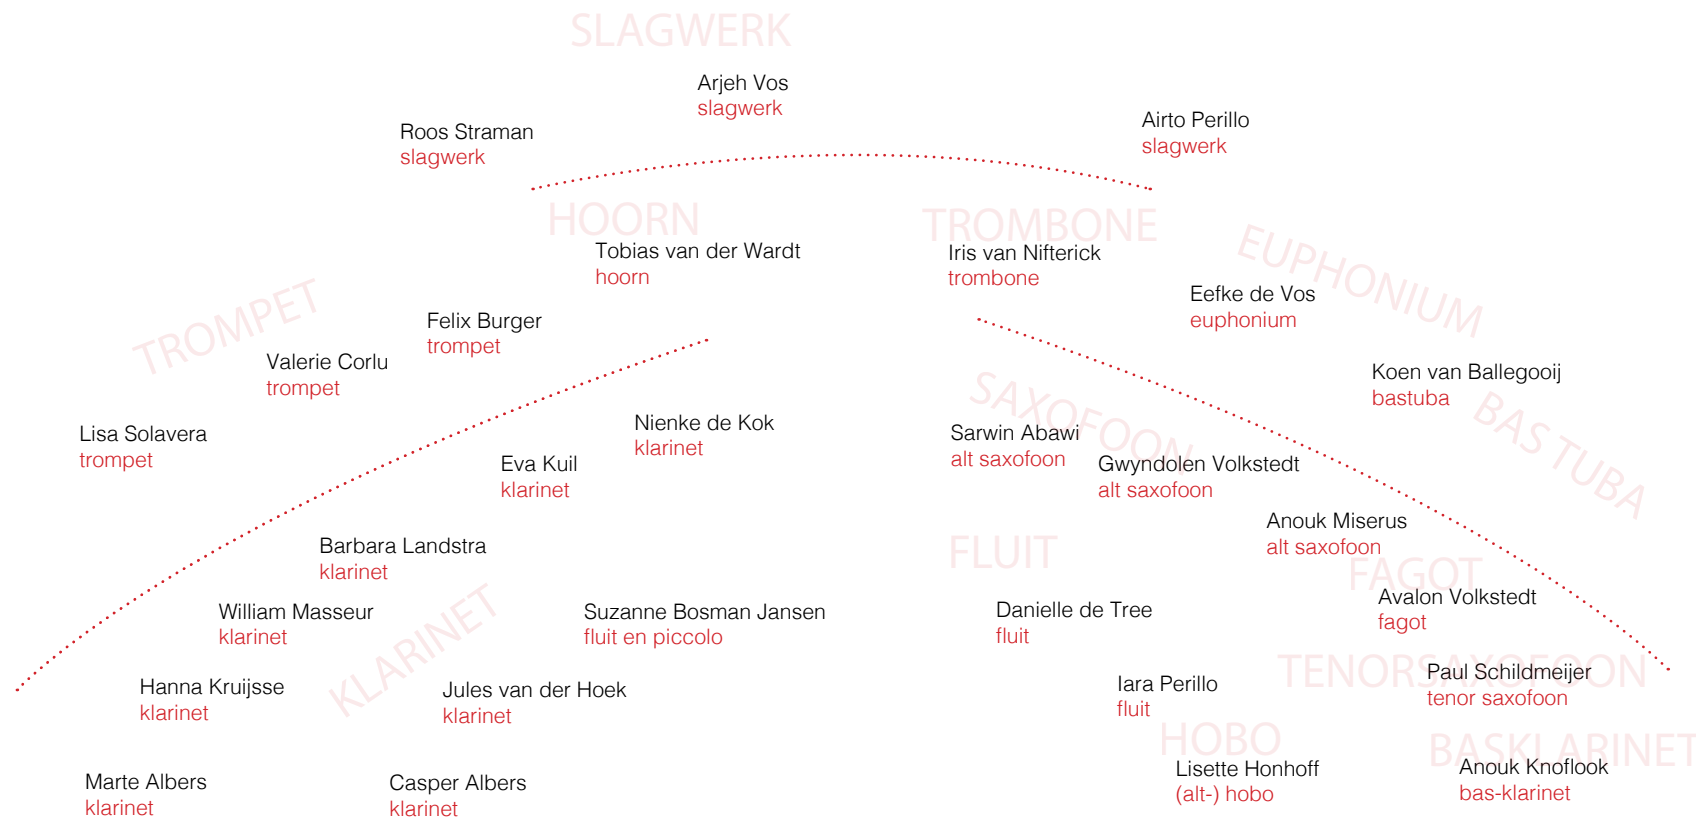 SLAGWERK
Arjeh Vos
slagwerk
Roos Straman
slagwerk
Airto Perillo
slagwerk
HOORN
Tobias van der Wardt
hoorn
TROMBONE
Iris van Nifterick
trombone
EUPHONIUM
Eefke de Vos
euphonium
TROMPET
Felix Burger
trompet
Valerie Corlu
trompet
Lisa Solavera
trompet
Koen van Ballegooij
bastuba
BAS TUBA
Nienke de Kok
klarinet
Eva Kuil
klarinet
SAXOFOON
Sarwin Abawi
alt saxofoon
Gwyndolen Volkstedt
alt saxofoon
Anouk Miserus
alt saxofoon
Barbara Landstra
klarinet
William Masseur
klarinet
KLARINET
Suzanne Bosman Jansen
fluit en piccolo
FLUIT
Danielle de Tree
fluit
FAGOT
Avalon Volkstedt
fagot
Hanna Kruijsse
klarinet
Jules van der Hoek
klarinet
Iara Perillo
fluit
TENORSAXOFOON
Paul Schildmeijer
tenor saxofoon
Marte Albers
klarinet
Casper Albers
klarinet
HOBO
Lisette Honhoff
(alt-) hobo
BASKLARINET
Anouk Knoflook
bas-klarinet